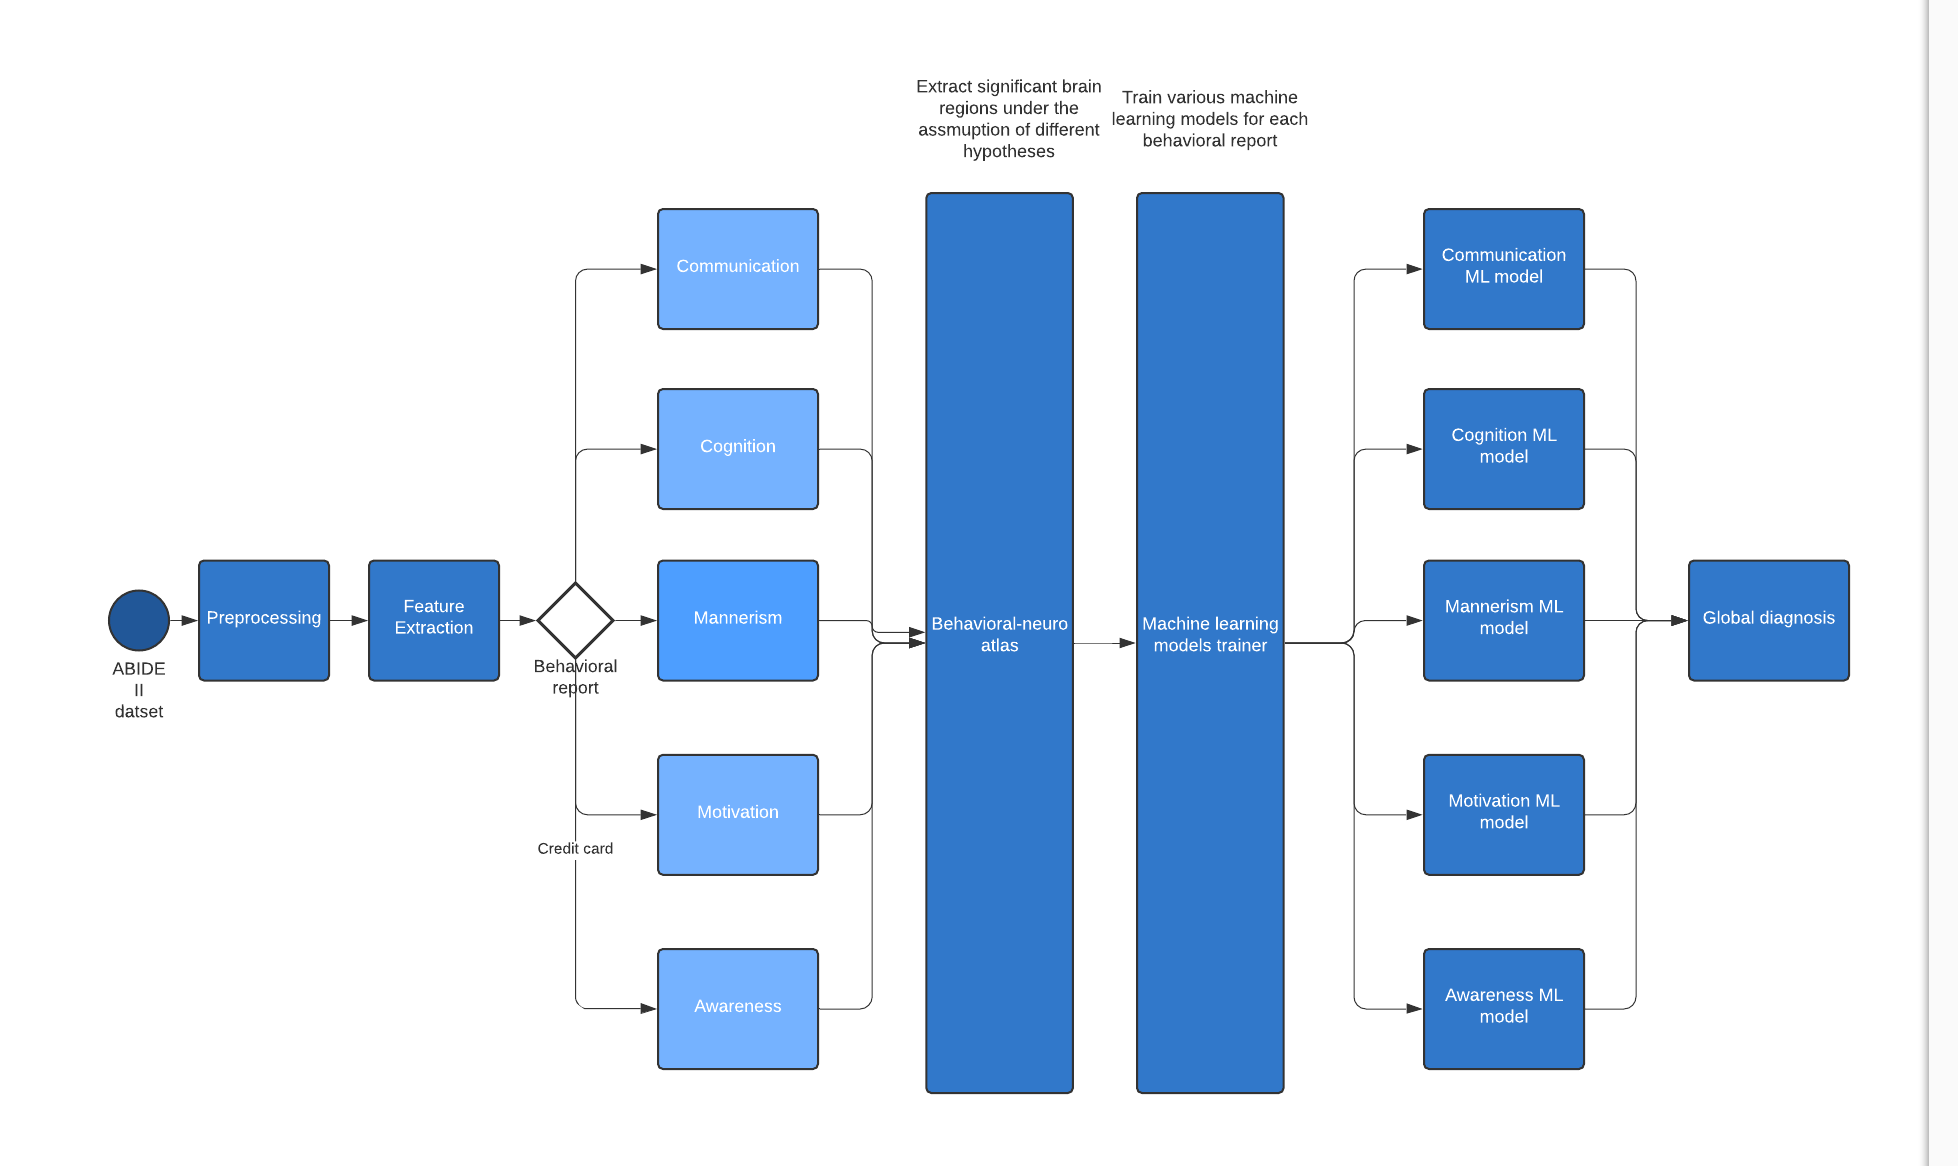 Extract significant brain
regions under the
assmuption of different
hypotheses
Train various machine
learning models for each
behavioral report
Communication
Communication
ML model
Cognition
Cognition ML
model
ABIDE
II
datset
Preprocessing
Feature
Extraction
Behavioral
report
Mannerism
Behavioral-neuro
atlas
Machine learning
models trainer
Mannerism ML
model
Global diagnosis
Motivation
Motivation ML
model
Credit card
Awareness
Awareness ML
model